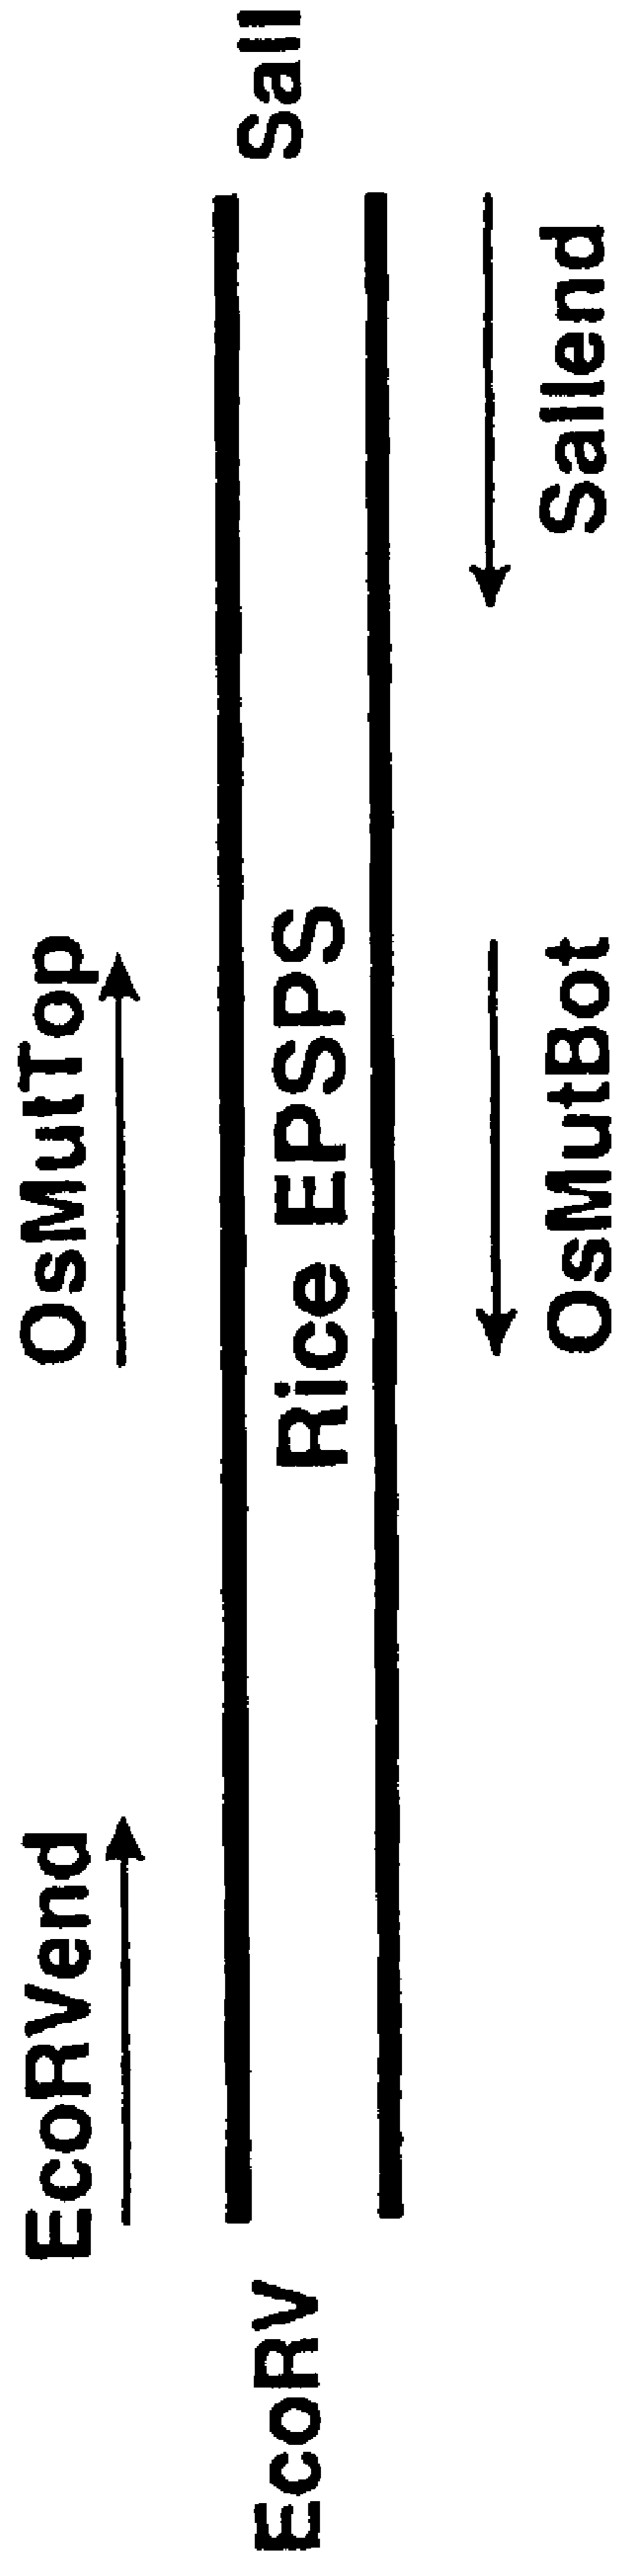 EcoRVend
OsMutTop
EcoRV
Rice EPSPS
SalI
OsMutBot
SalIend